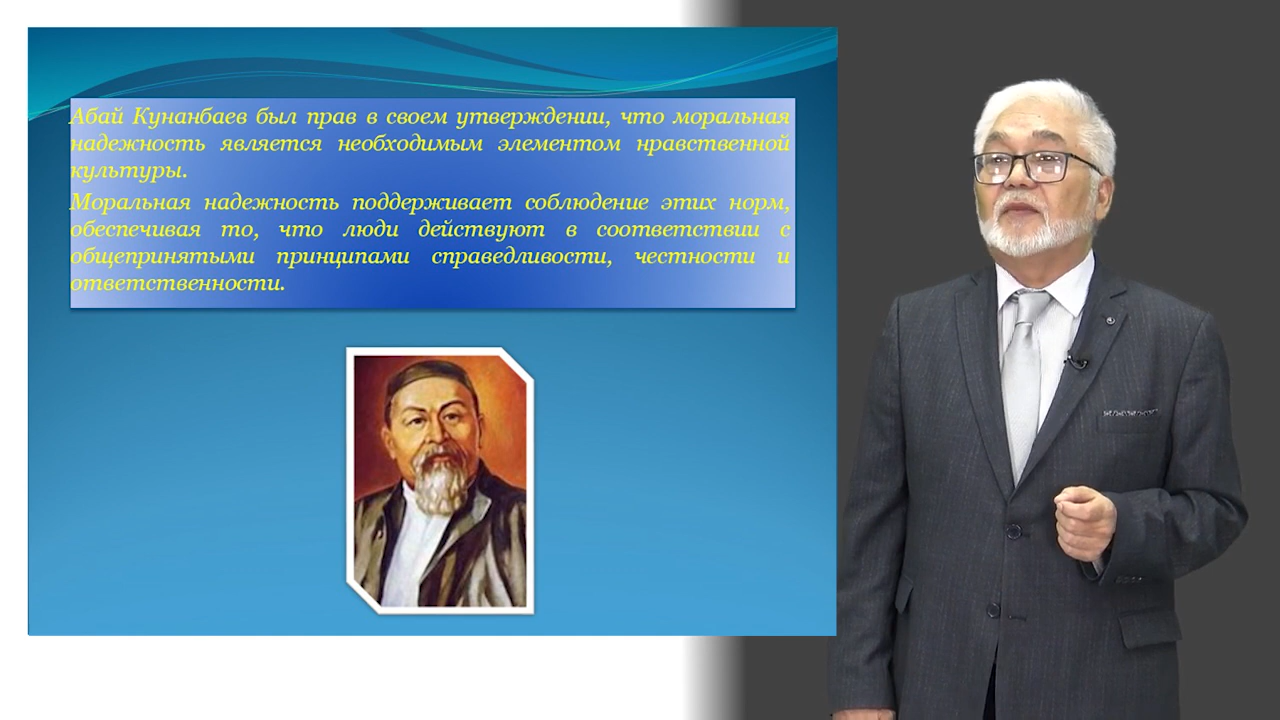 Абай Кунанбаев был прав в своем утверждении, что моральная
надежность является необходимым элементом нравственной
культуры.
Моральная надежность поддерживает соблюдение этих норм,
обеспечивая то, что люди действуют в соответствии с
общепринятыми принципами справедливости, честности и
ответственности.